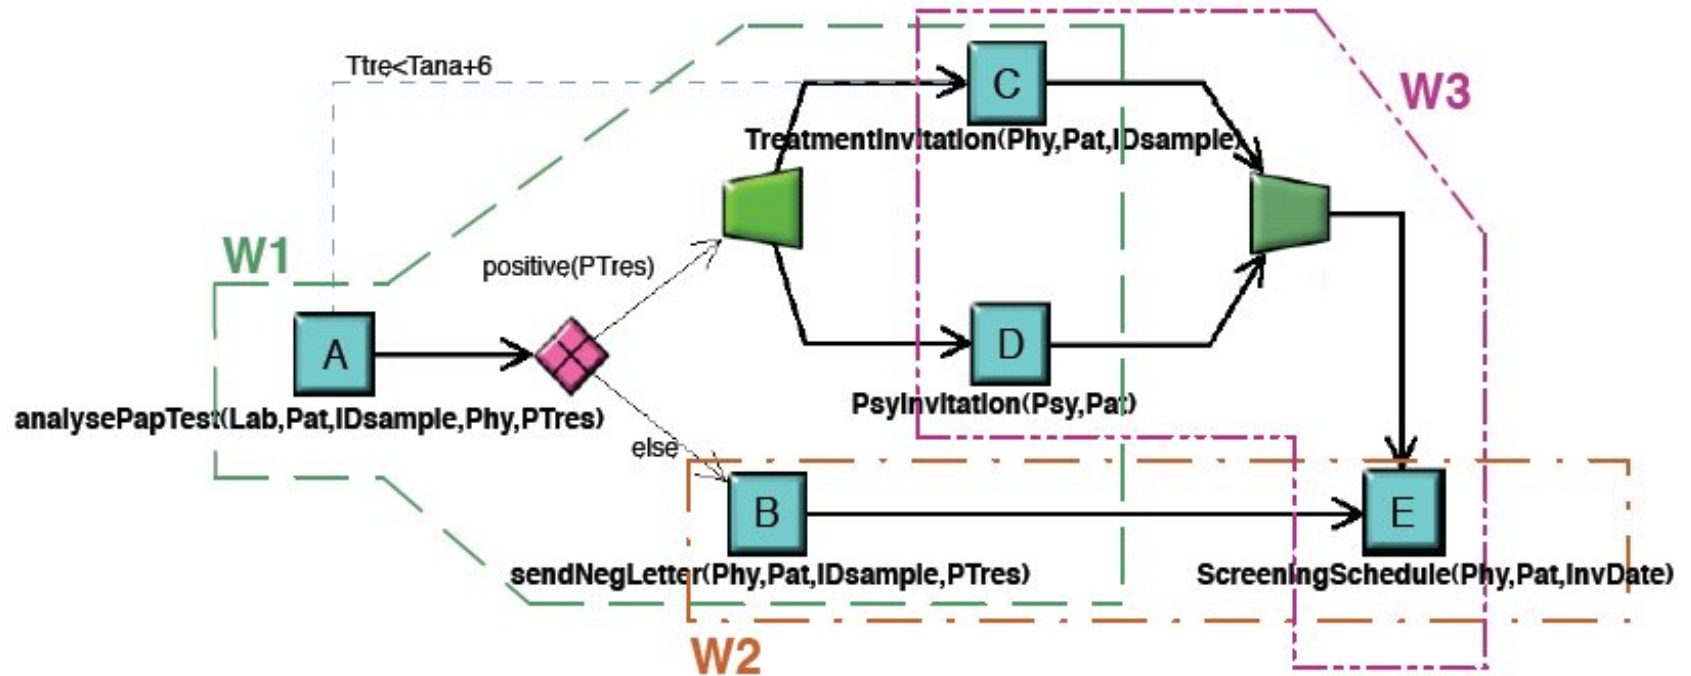 Ttre<Tana+6
C
W3
TreatmentInvitation(Phy,Pat,IDsample)
W1
positive(PTres)
A
D
analysePapTest(Lab,Pat,IDsample,Phy,PTres)
PsyInvitation(Psy,Pat)
else
B
E
sendNegLetter(Phy,Pat,IDsample,PTres)
ScreeningSchedule(Phy,Pat,InvDate)
W2